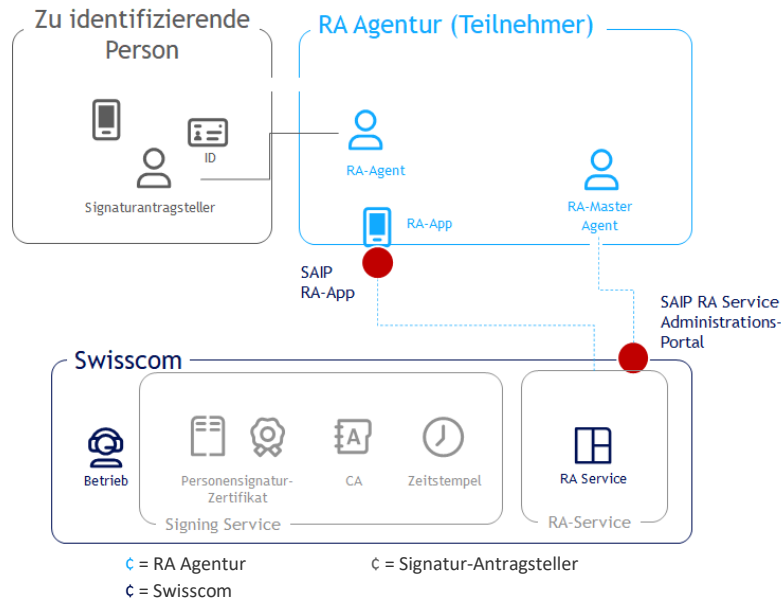 Zu identifizierende
Person
RA Agentur (Teilnehmer)
ID
Signaturantragsteller
RA-Agent
RA-App
RA-Master
Agent
SAIP
RA-App
SAIP RA Service
Administrations-
Portal
Swisscom
Betrieb
Personensignatur-
Zertifikat
A
CA
Zeitstempel
RA Service
Signing Service
RA-Service
¢ = RA Agentur
¢ = Signatur-Antragsteller
¢ = Swisscom